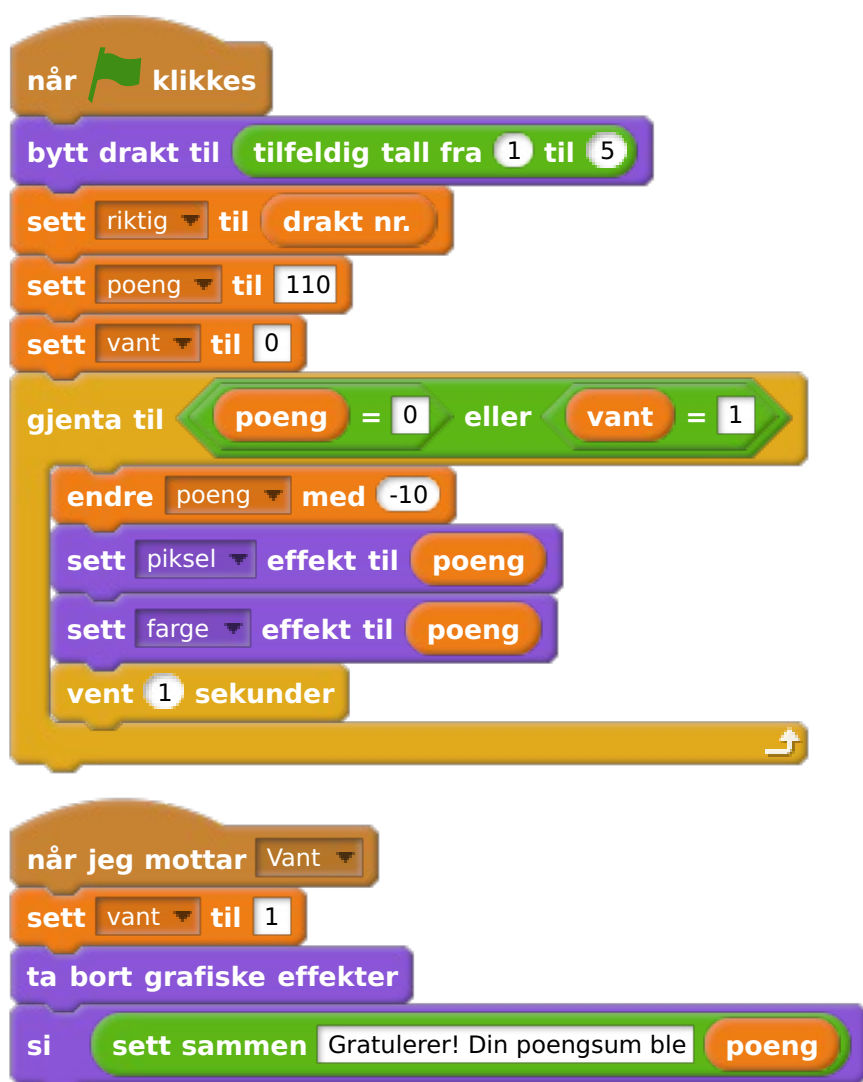 når klikkes
bytt drakt til tilfeldig tall fra 1 til 5
sett riktig til drakt nr.
sett poeng til 110
sett vant til 0
gjenta til poeng = 0 eller vant = 1
endre poeng med -10
sett piksel effekt til poeng
sett farge effekt til poeng
vent 1 sekunder
når jeg mottar Vant
sett vant til 1
ta bort grafiske effekter
si sett sammen Gratulerer! Din poengsum ble poeng